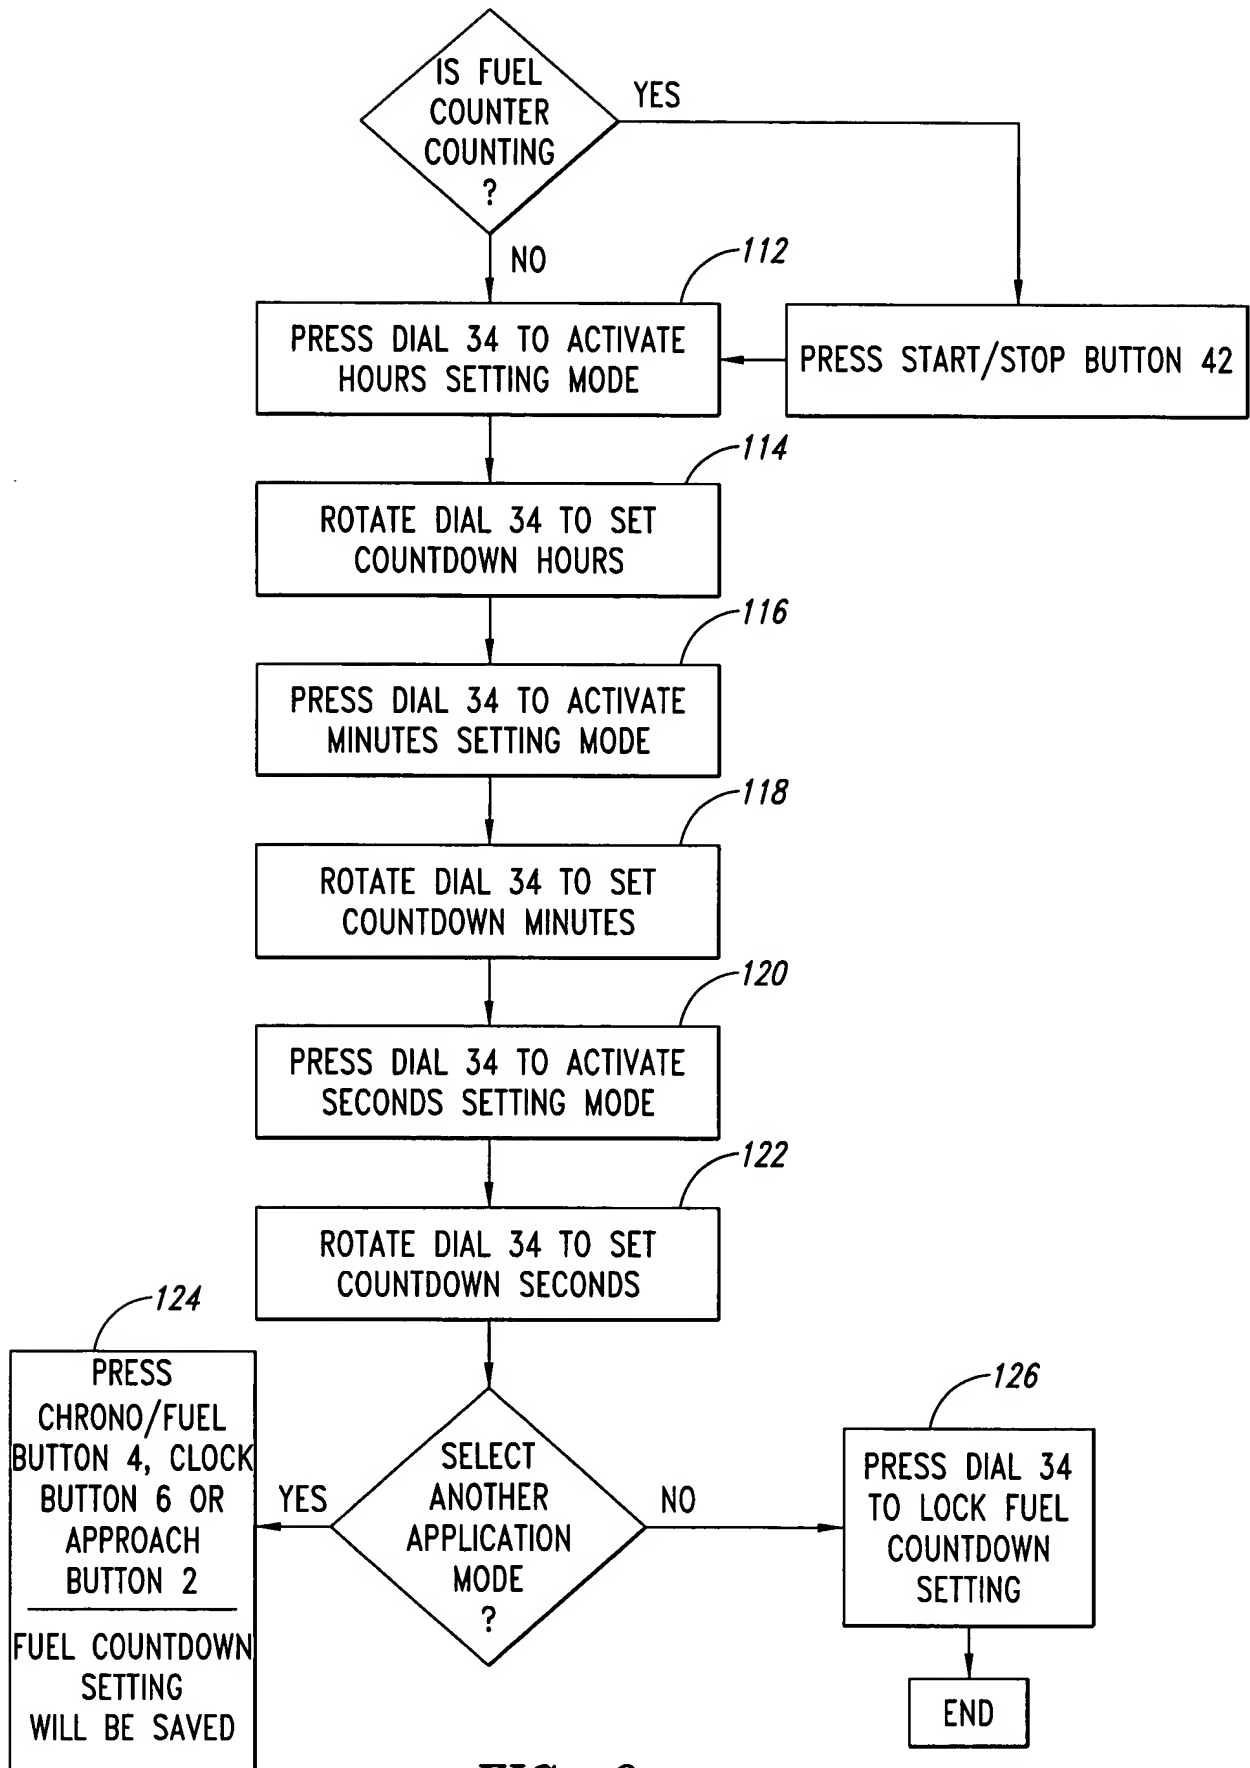 IS FUEL
COUNTER
COUNTING
?
YES
NO
112
PRESS DIAL 34 TO ACTIVATE
HOURS SETTING MODE
PRESS START/STOP BUTTON 42
114
ROTATE DIAL 34 TO SET
COUNTDOWN HOURS
116
PRESS DIAL 34 TO ACTIVATE
MINUTES SETTING MODE
118
ROTATE DIAL 34 TO SET
COUNTDOWN MINUTES
120
PRESS DIAL 34 TO ACTIVATE
SECONDS SETTING MODE
122
ROTATE DIAL 34 TO SET
COUNTDOWN SECONDS
124
PRESS
CHRONO/FUEL
BUTTON 4, CLOCK
BUTTON 6 OR
APPROACH
BUTTON 2
FUEL COUNTDOWN
SETTING
WILL BE SAVED
YES
SELECT
ANOTHER
APPLICATION
MODE
?
NO
126
PRESS DIAL 34
TO LOCK FUEL
COUNTDOWN
SETTING
END